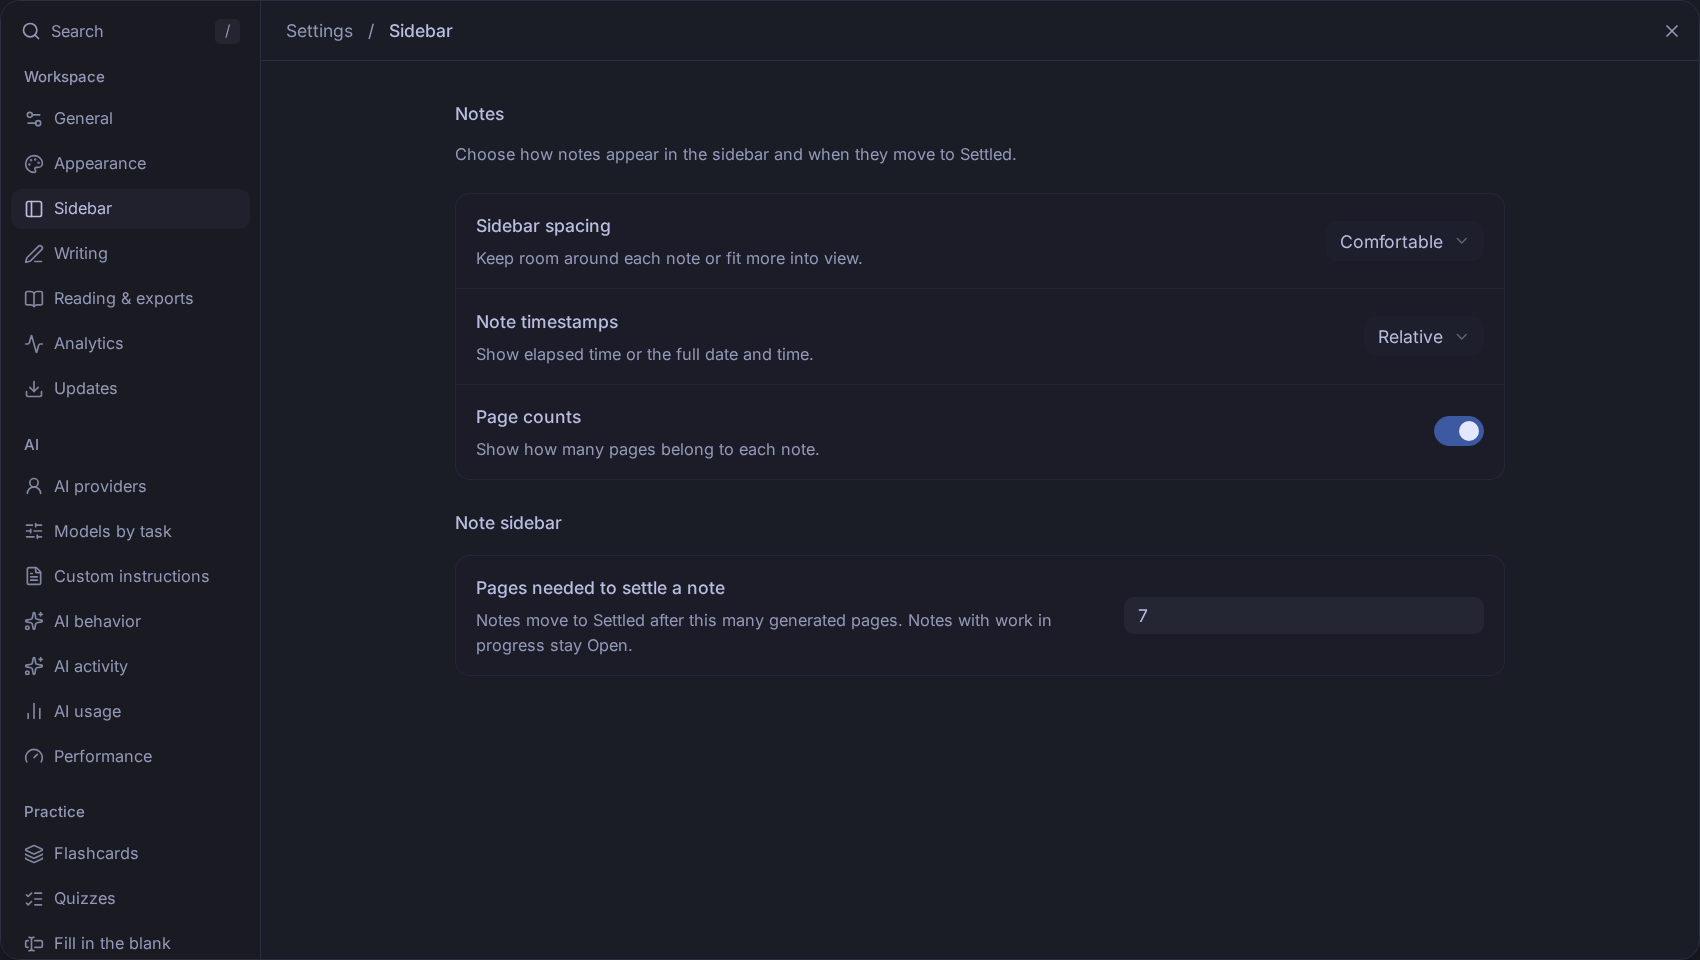 Search
/
Workspace
General
Appearance
Sidebar
Writing
Reading & exports
Analytics
Updates
AI
AI providers
Models by task
Custom instructions
AI behavior
AI activity
AI usage
Performance
Practice
Flashcards
Quizzes
Fill in the blank
Settings / Sidebar
Notes
Choose how notes appear in the sidebar and when they move to Settled.
Sidebar spacing
Keep room around each note or fit more into view.
Comfortable
Note timestamps
Show elapsed time or the full date and time.
Relative
Page counts
Show how many pages belong to each note.
Note sidebar
Pages needed to settle a note
Notes move to Settled after this many generated pages. Notes with work in
progress stay Open.
7